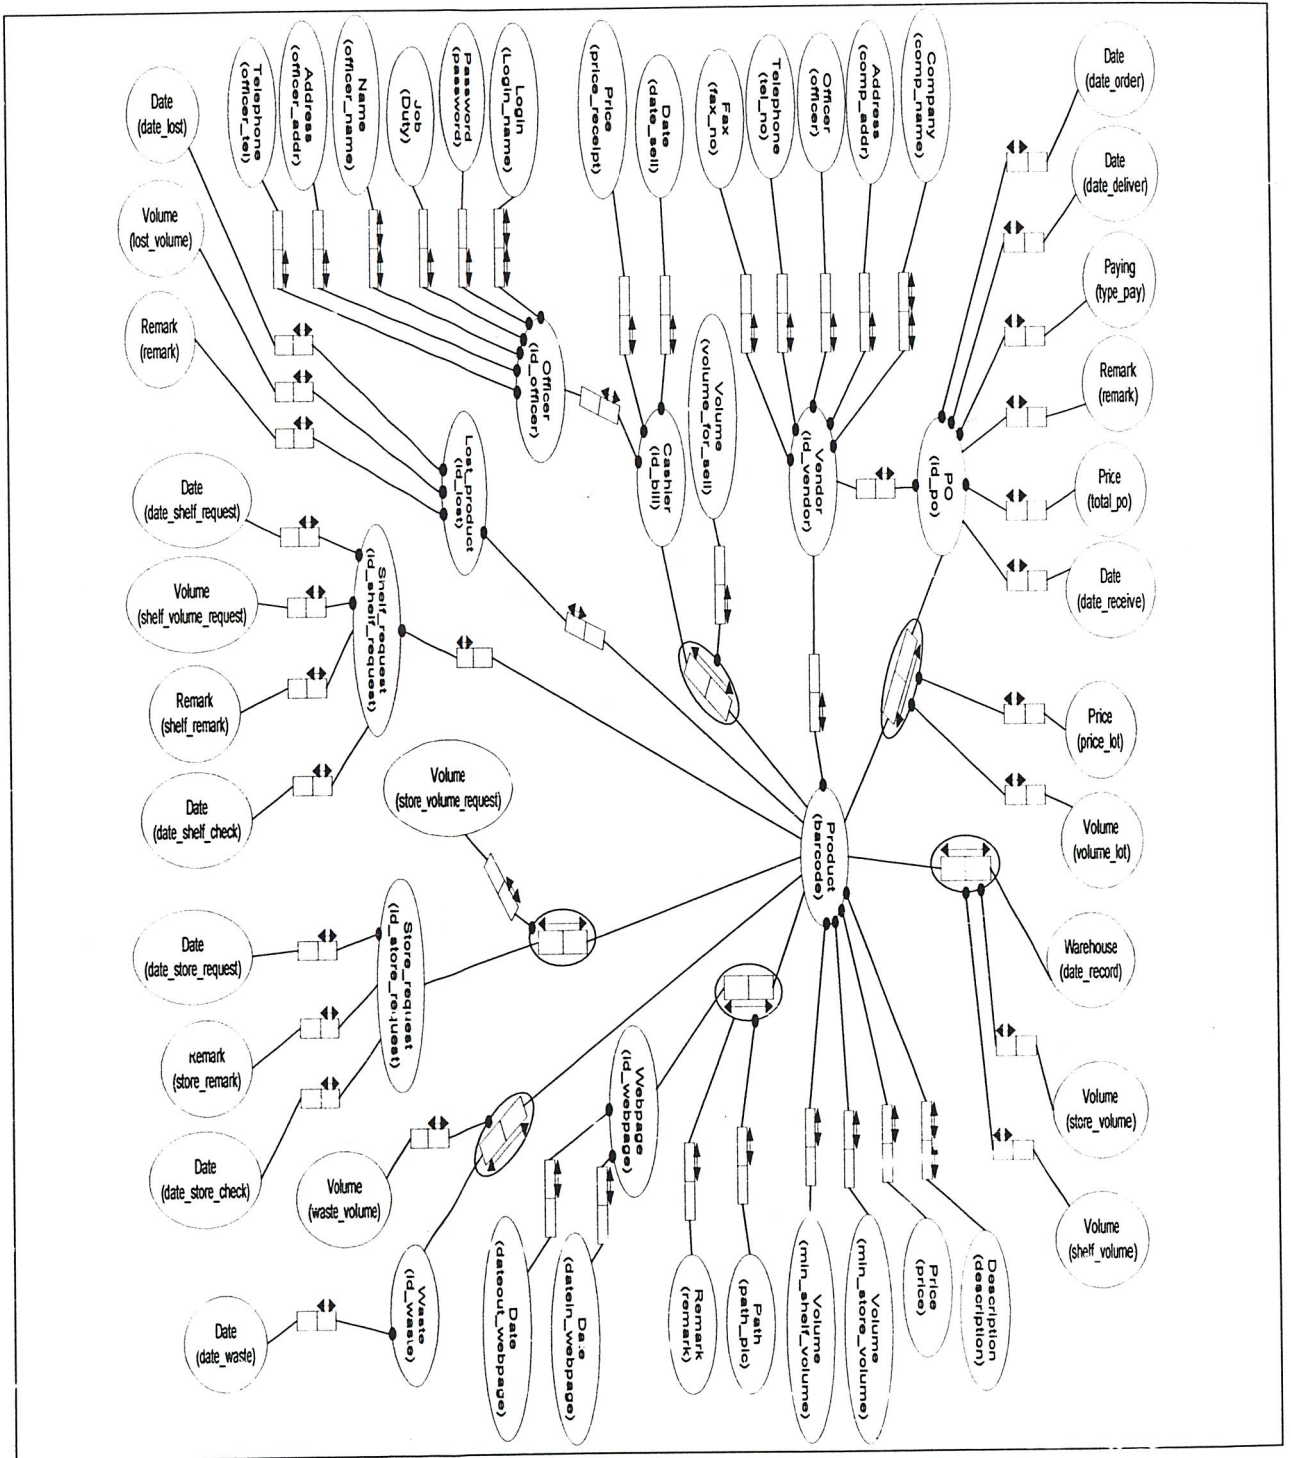 Telephone
(officer_tel)
Address
(officer_addr)
Name
(officer_name)
Job
(Duty)
Password
(password)
Login
(Login_name)
Price
(price_receipt)
Date
(date_sell)
Fax
(fax_no)
Telephone
(tel_no)
Officer
(officer)
Address
(comp_addr)
Company
(comp_name)
Date
(date_order)
Date
(date_deliver)
Paying
(type_pay)
Remark
(remark)
Price
(total_po)
Date
(date_receive)
Date
(date_lost)
Volume
(lost_volume)
Remark
(remark)
Officer
(id_officer)
Lost_product
(id_lost)
Cashier
(id_bill)
Volume
(volume_for_sell)
Vendor
(id_vendor)
PO
(id_po)
Date
(date_shelf_request)
Volume
(shelf_volume_request)
Remark
(shelf_remark)
Date
(date_shelf_check)
Shelf_request
(id_shelf_request)
Price
(price_lot)
Volume
(volume_lot)
Volume
(store_volume_request)
Product
(barcode)
Warehouse
(date_record)
Date
(date_store_request)
Remark
(store_remark)
Date
(date_store_check)
Store_request
(id_store_request)
Volume
(store_volume)
Volume
(shelf_volume)
Volume
(waste_volume)
Webpage
(id_webpage)
Date
(date_waste)
Waste
(id_waste)
Date
(dateout_webpage)
Date
(datein_webpage)
Remark
(remark)
Path
(path_pic)
Volume
(min_shelf_volume)
Volume
(min_store_volume)
Price
(price)
Description
(description)